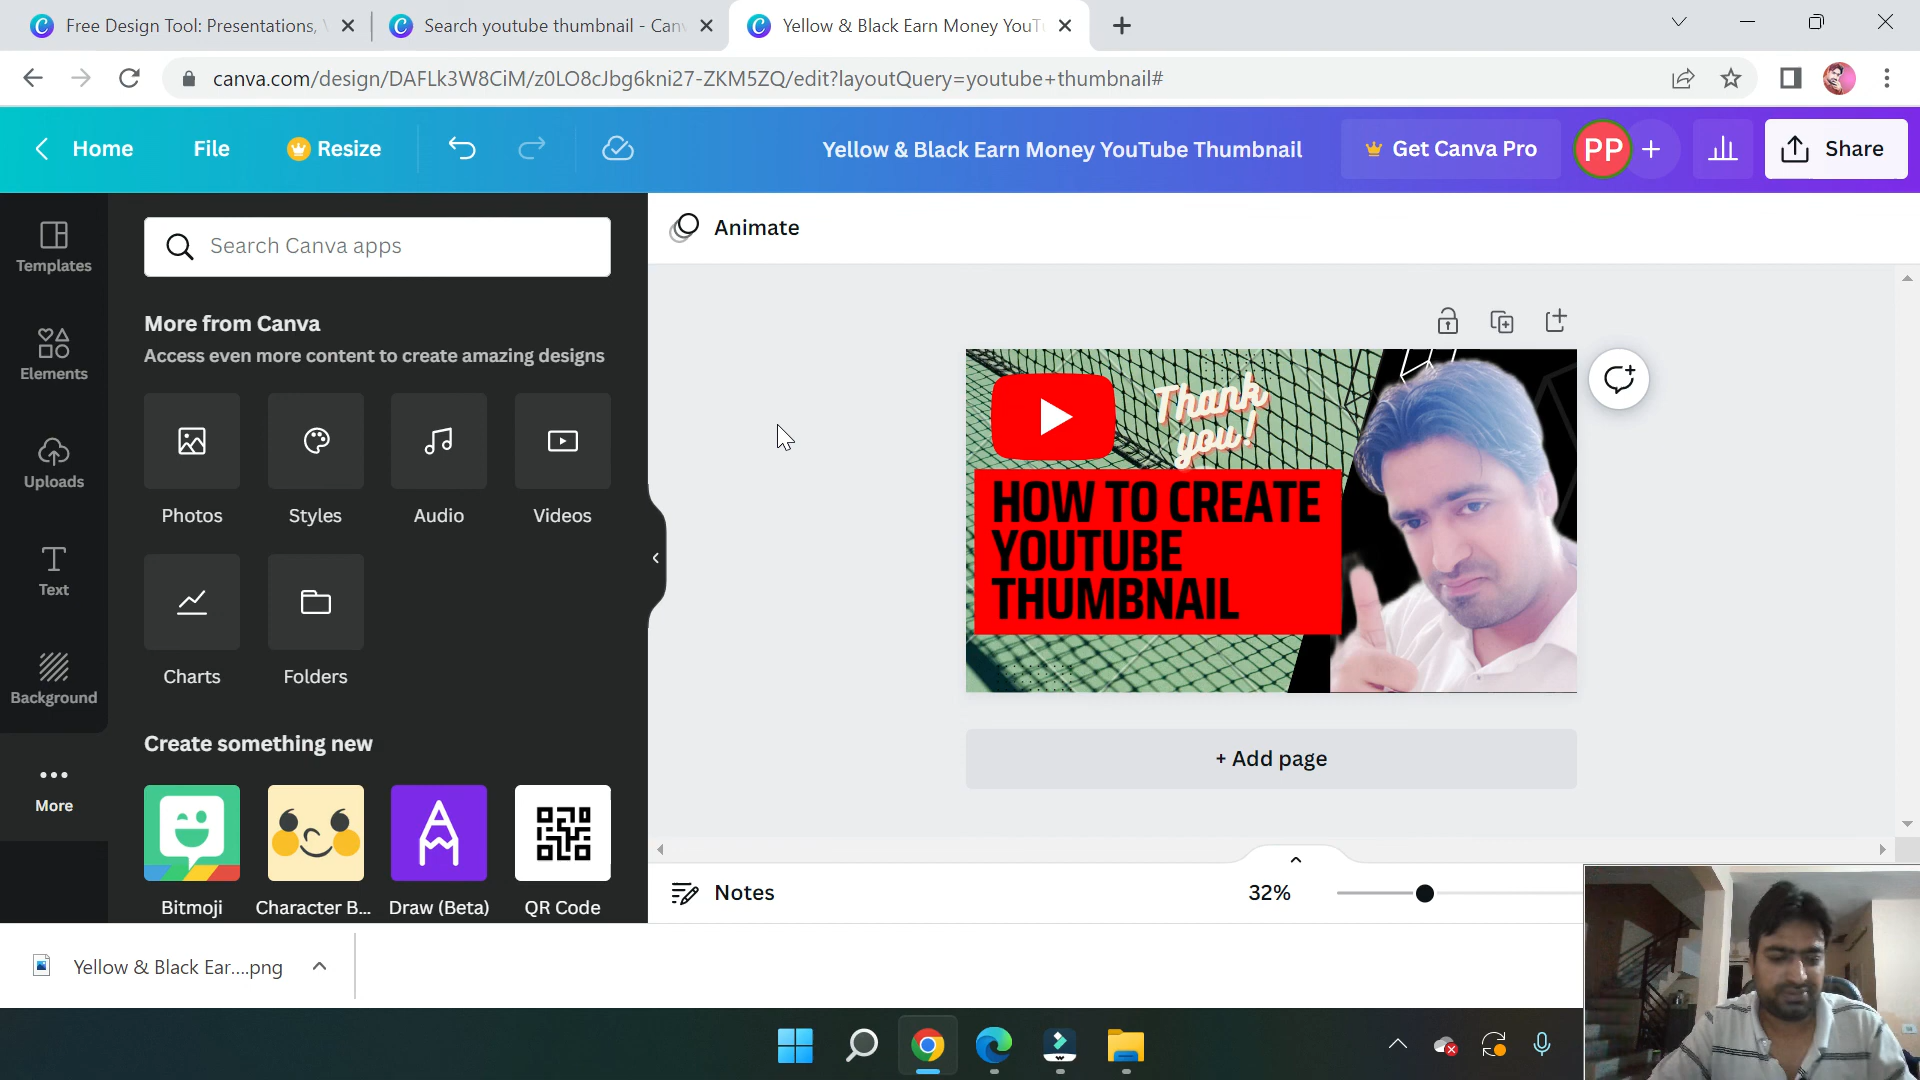 Free Design Tool: Presentations,
Search youtube thumbnail - Can
Yellow & Black Earn Money YouT
canva.com/design/DAFLk3W8CiM/z0LO8cJbg6kni27-ZKM5ZQ/edit?layoutQuery=youtube+thumbnail#
Home
File
Resize
Yellow & Black Earn Money YouTube Thumbnail
Get Canva Pro
PP
Share
Templates
Elements
Uploads
Text
Background
More
Search Canva apps
More from Canva
Access even more content to create amazing designs
Photos
Styles
Audio
Videos
Charts
Folders
Create something new
Bitmoji
Character B...
Draw (Beta)
QR Code
Animate
Thank
you!
HOW TO CREATE
YOUTUBE
THUMBNAIL
+ Add page
Notes
32%
Yellow & Black Ear....png